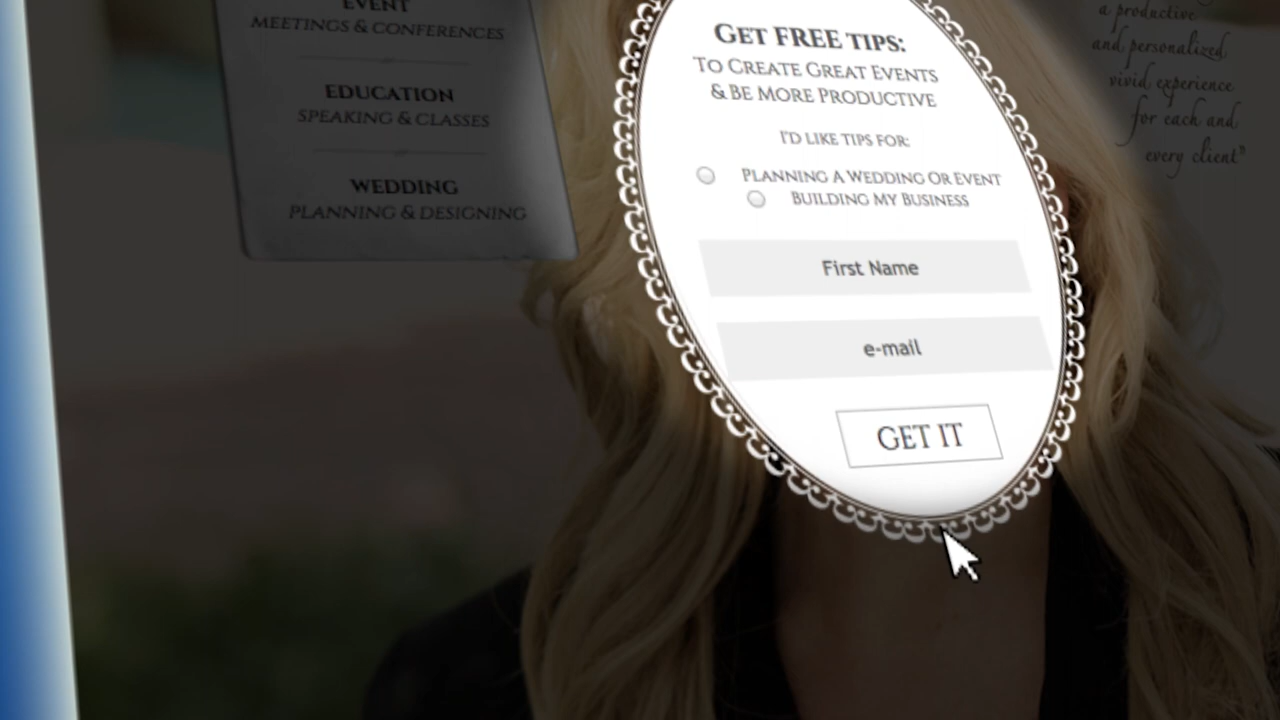 EVENT
MEETINGS & CONFERENCES
EDUCATION
SPEAKING & CLASSES
WEDDING
PLANNING & DESIGNING
GET FREE TIPS:
TO CREATE GREAT EVENTS
& BE MORE PRODUCTIVE
I'D LIKE TIPS FOR:
PLANNING A WEDDING OR EVENT
BUILDING MY BUSINESS
First Name
e-mail
GET IT
a productive
and personalized
vivid experience
for each and
every client"